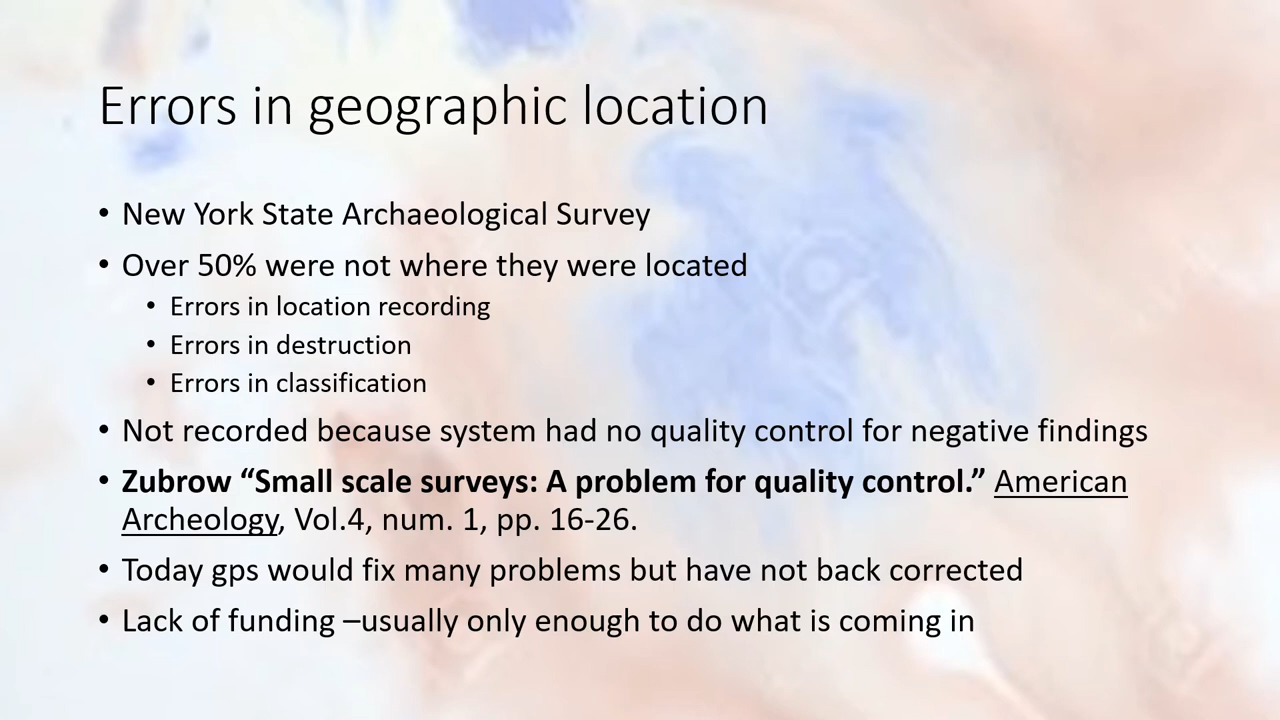 Errors in geographic location
• New York State Archaeological Survey
• Over 50% were not where they were located
• Errors in location recording
• Errors in destruction
• Errors in classification
• Not recorded because system had no quality control for negative findings
• Zubrow “Small scale surveys: A problem for quality control.” American
Archeology, Vol.4, num. 1, pp. 16-26.
• Today gps would fix many problems but have not back corrected
• Lack of funding –usually only enough to do what is coming in